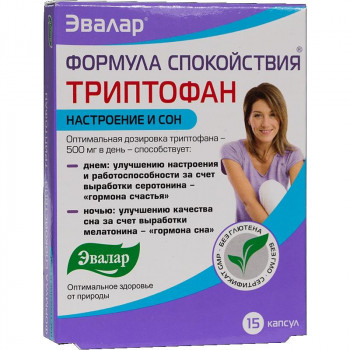 Эвалар®
ФОРМУЛА СПОКОЙСТВИЯ®
ТРИПТОФАН
НАСТРОЕНИЕ И СОН
Оптимальная дозировка триптофана –
500 мг в день – способствует:
днем: улучшению настроения
и работоспособности за счет
выработки серотонина –
«гормона счастья»
ночью: улучшению качества
сна за счет выработки
мелатонина – «гормона сна»
Эвалар
Оптимальное здоровье
от природы
БЕЗ ГЛЮТЕНА
БЕЗ ГМО
СЕРТИФИКАТ GMP
15 капсул